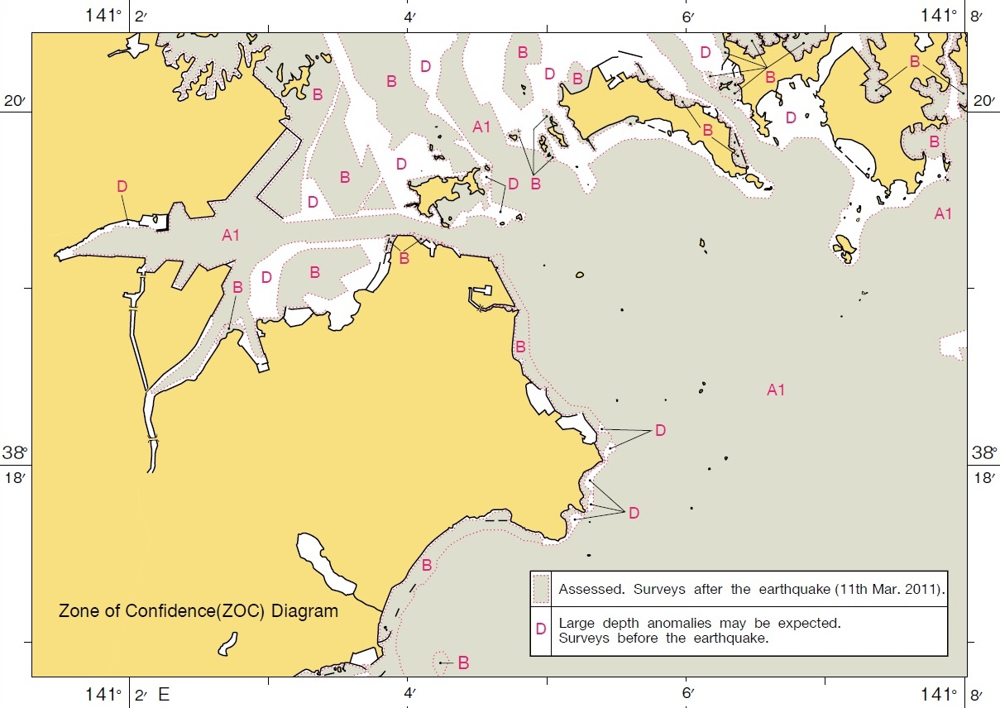 141° 2′ 4′ 6′ 141° 8′
B D
D B D B B B
B A1
20′ 20′
A1 D
B B
D B
B D B
D D A1
A1
B
D B
B
B
A1
D
38° 38°
18′ 18′
D
B
Assessed. Surveys after the earthquake (11th Mar. 2011).
Zone of Confidence(ZOC) Diagram
D Large depth anomalies may be expected.
Surveys before the earthquake.
B
141° 2′ E 4′ 6′ 141° 8′